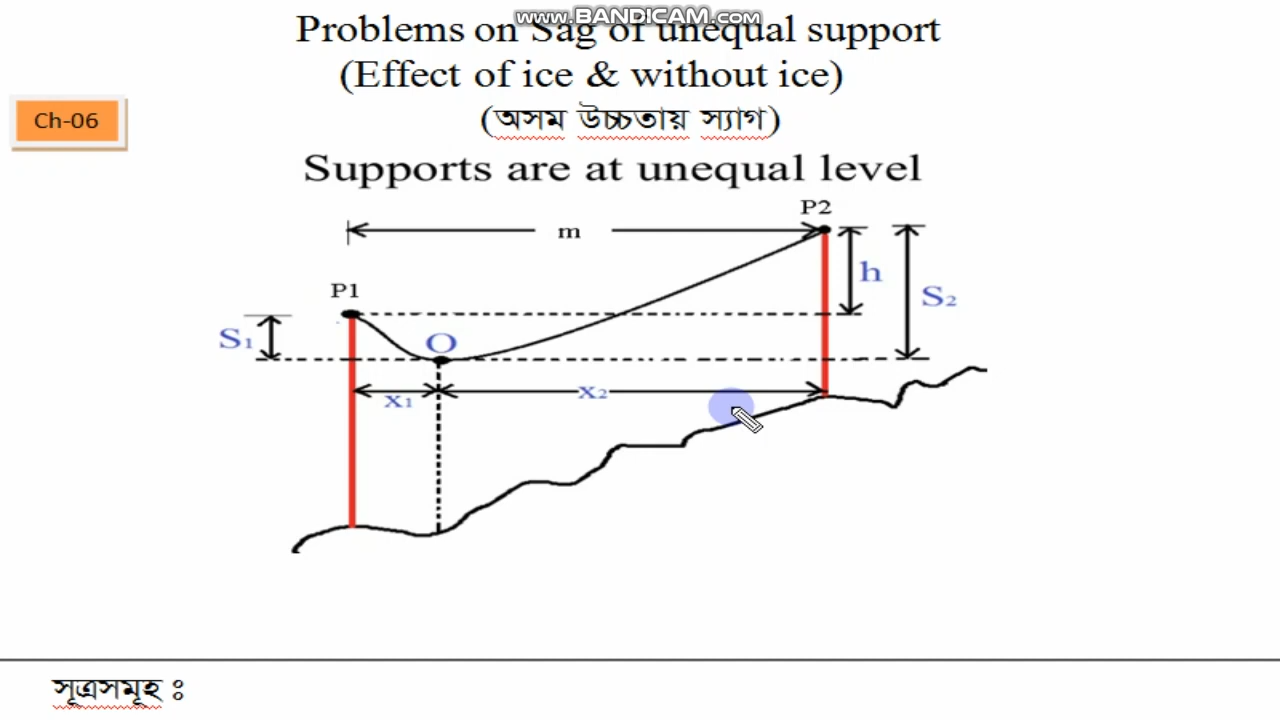 www.BANDICAM.com
Problems on Sag of unequal support
(Effect of ice & without ice)
Ch-06
(অসম উচ্চতায় স্যাগ)
Supports are at unequal level
P2
m
h
P1
S₂
S₁
O
x₁
x₂
সূত্রসমূহ ঃ